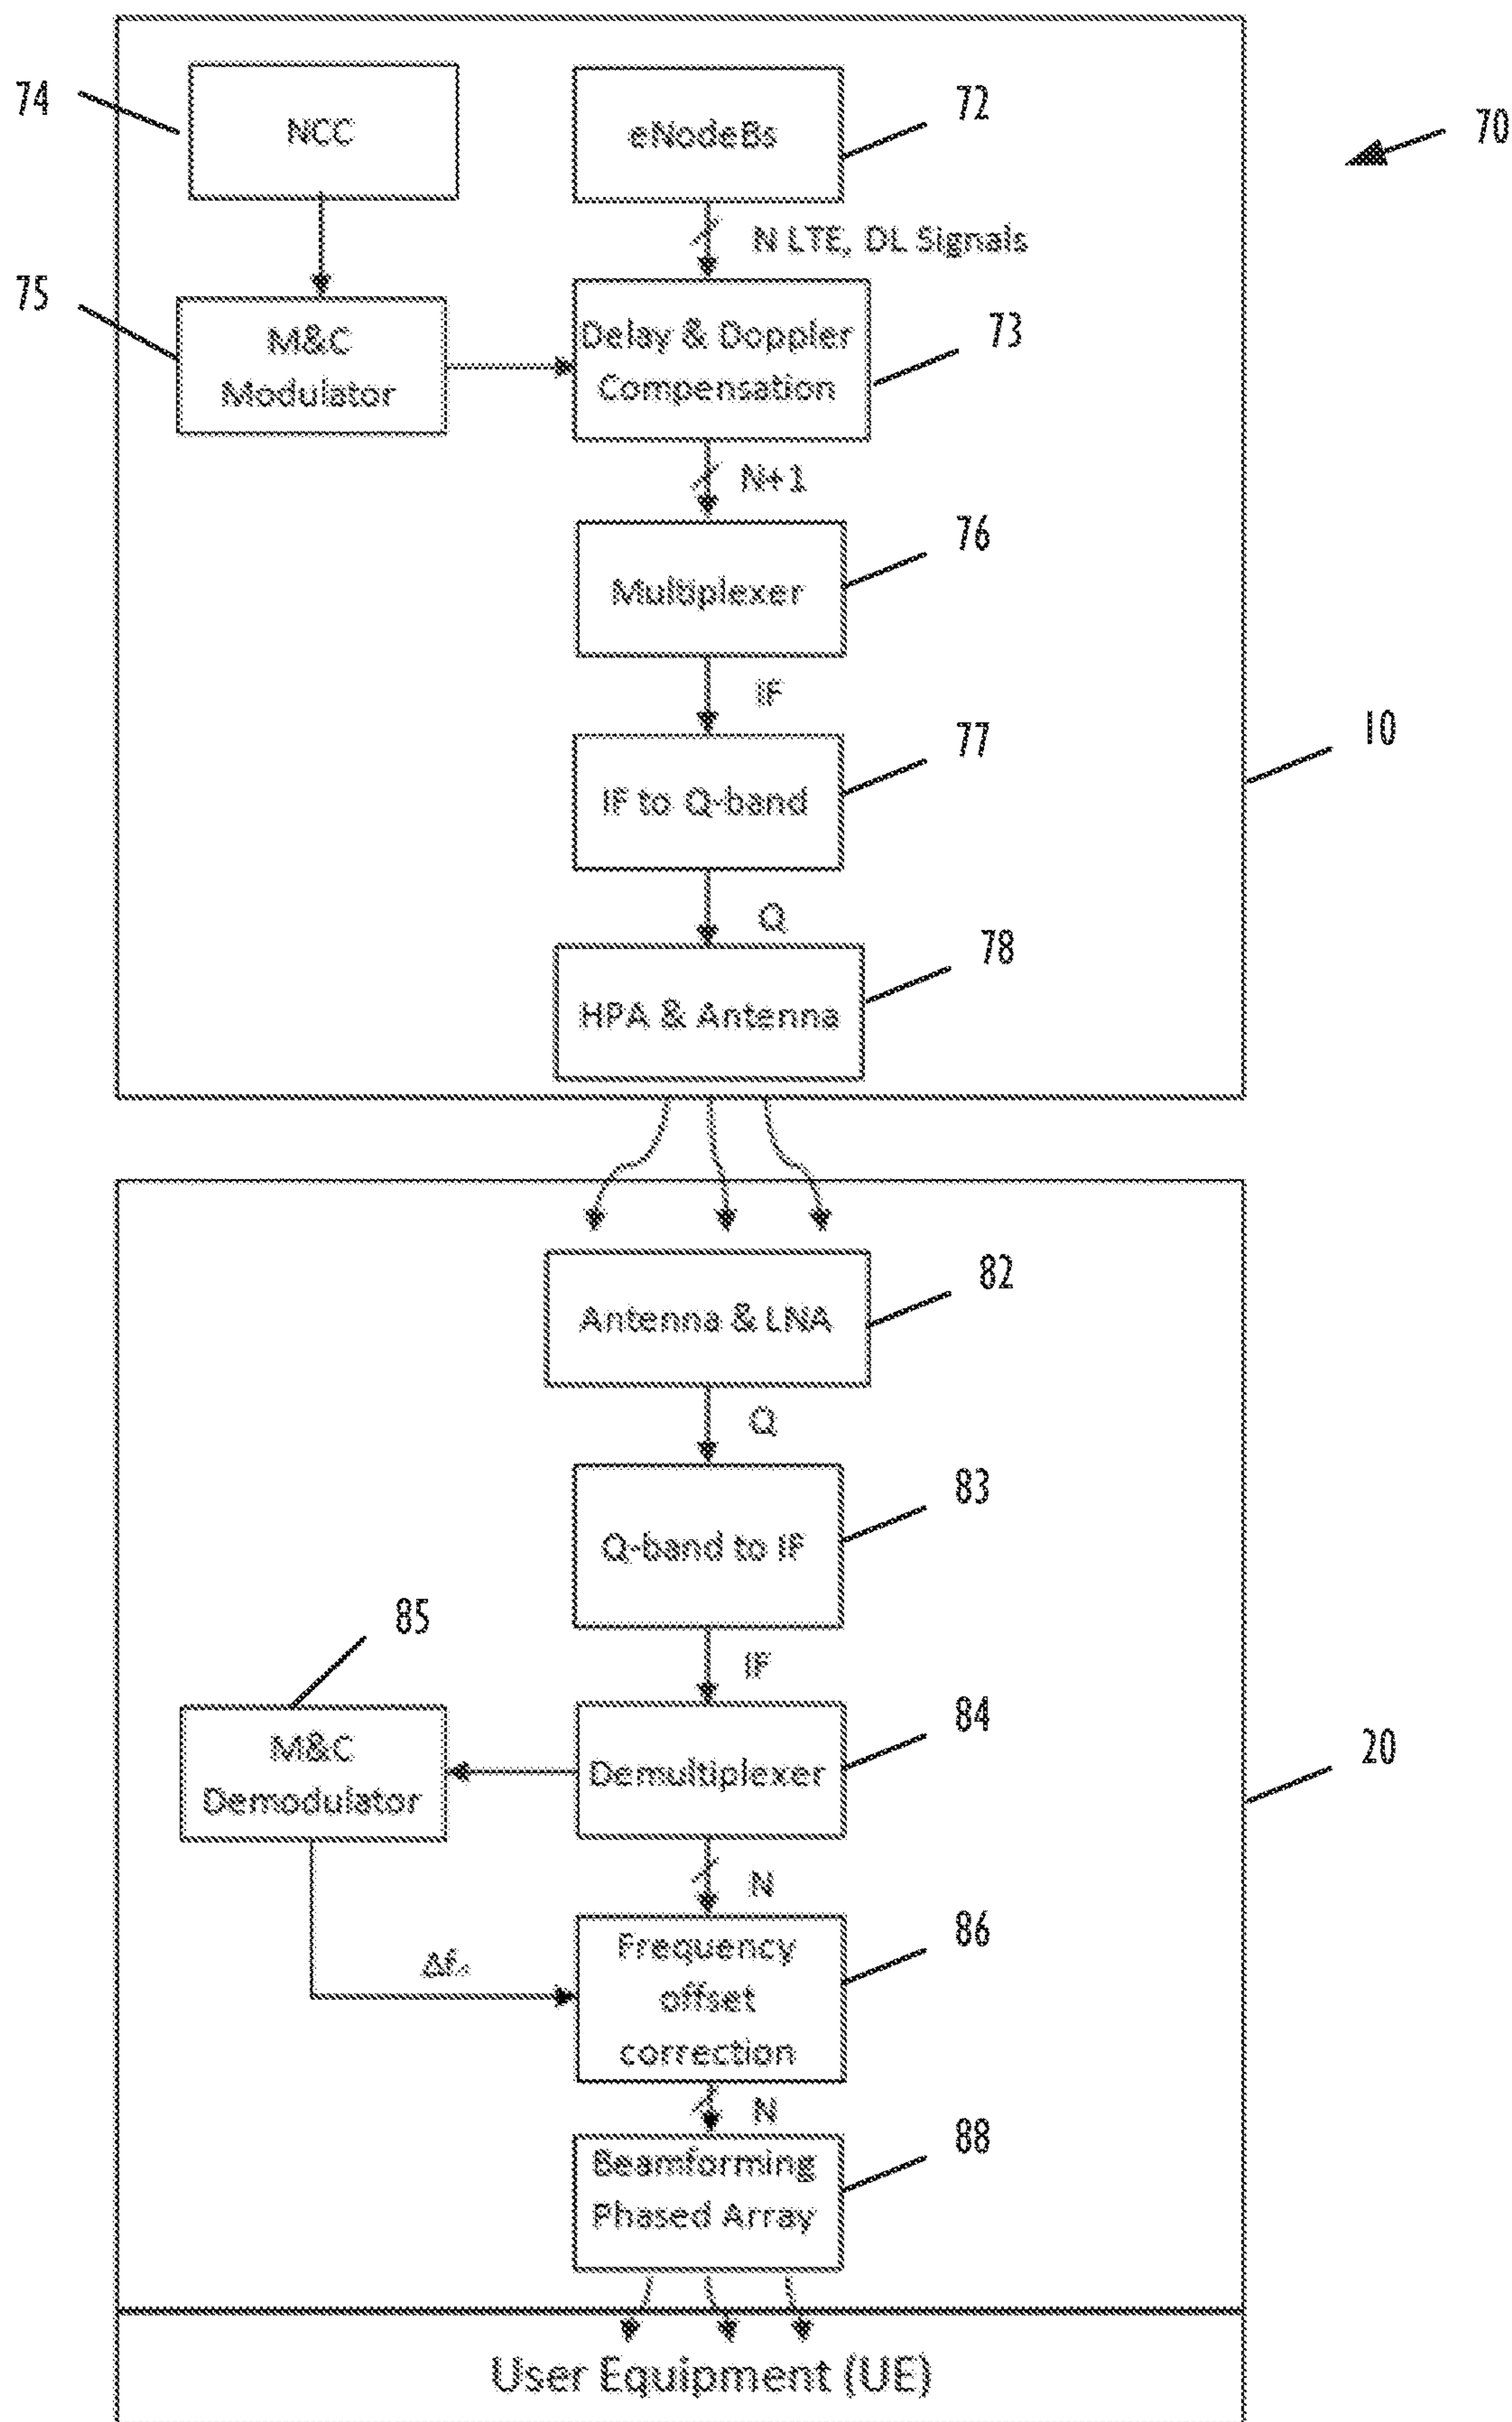 74
NCC
eNodeBs
72
70
N LTE, DL Signals
75
M&C
Modulator
Delay & Doppler
Compensation
73
N+1
76
Multiplexer
IF
77
10
IF to Q-band
Q
78
HPA & Antenna
82
Antenna & LNA
Q
83
Q-band to IF
85
IF
84
M&C
Demodulator
Demultiplexer
20
N
86
Frequency
offset
correction
N
88
Beamforming
Phased Array
User Equipment (UE)